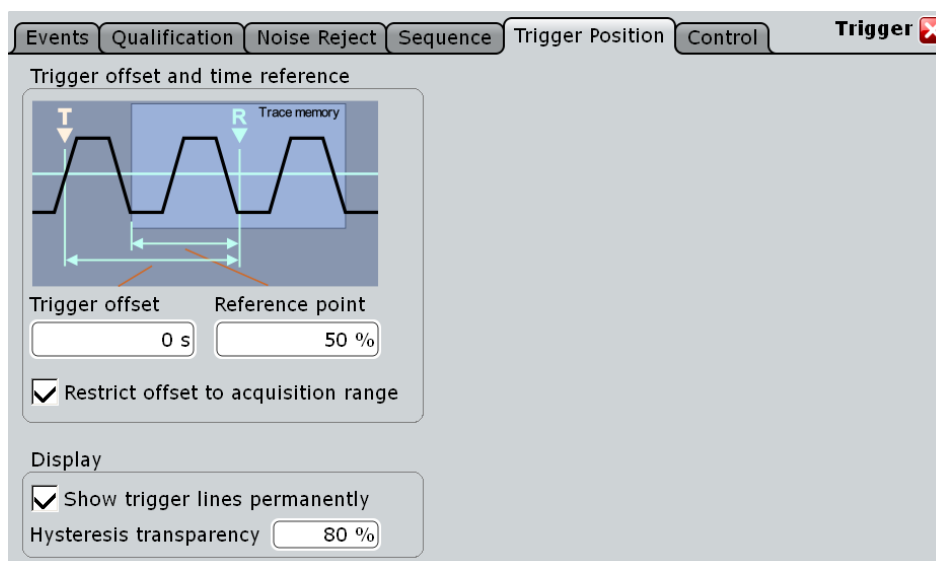 Events Qualification Noise Reject Sequence Trigger Position Control Trigger
Trigger offset and time reference
T R Trace memory
Trigger offset Reference point
0 s 50 %
Restrict offset to acquisition range
Display
Show trigger lines permanently
Hysteresis transparency 80 %